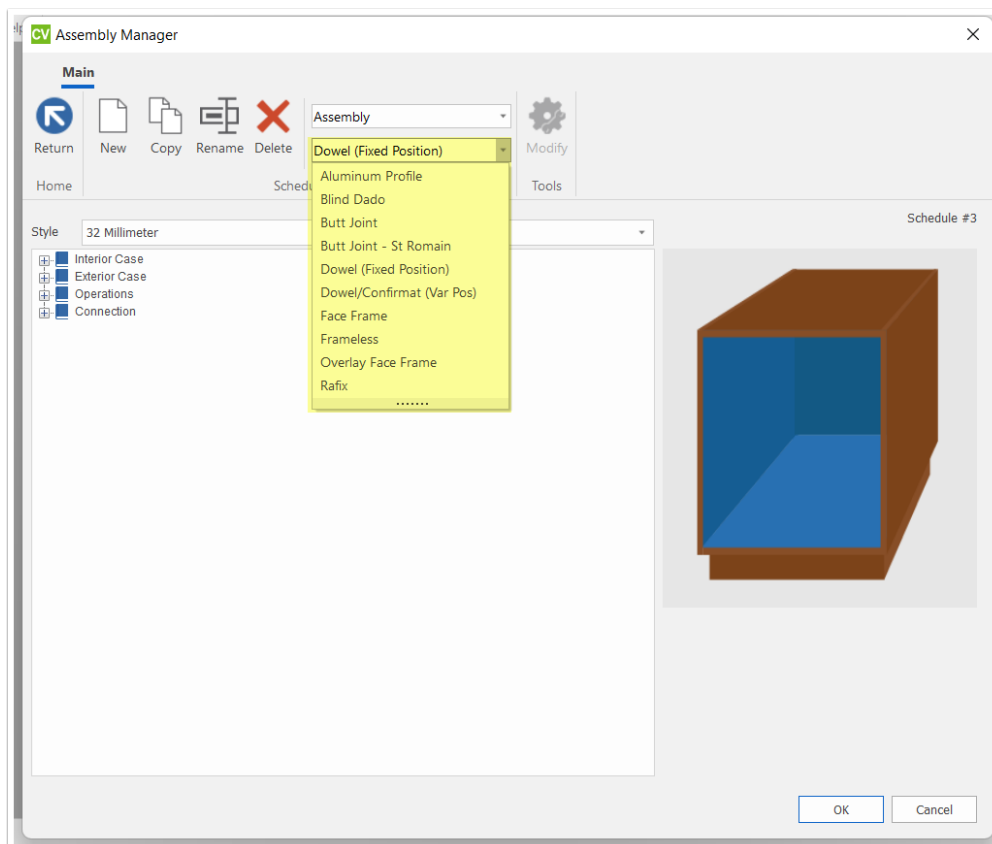 elp
CV Assembly Manager
Main
Return
New
Copy
Rename
Delete
Assembly
Dowel (Fixed Position)
Modify
Home
Schedu
Tools
Aluminum Profile
Blind Dado
Butt Joint
Butt Joint - St Romain
Dowel (Fixed Position)
Dowel/Confirmat (Var Pos)
Face Frame
Frameless
Overlay Face Frame
Rafix
Schedule #3
Style
32 Millimeter
Interior Case
Exterior Case
Operations
Connection
OK
Cancel